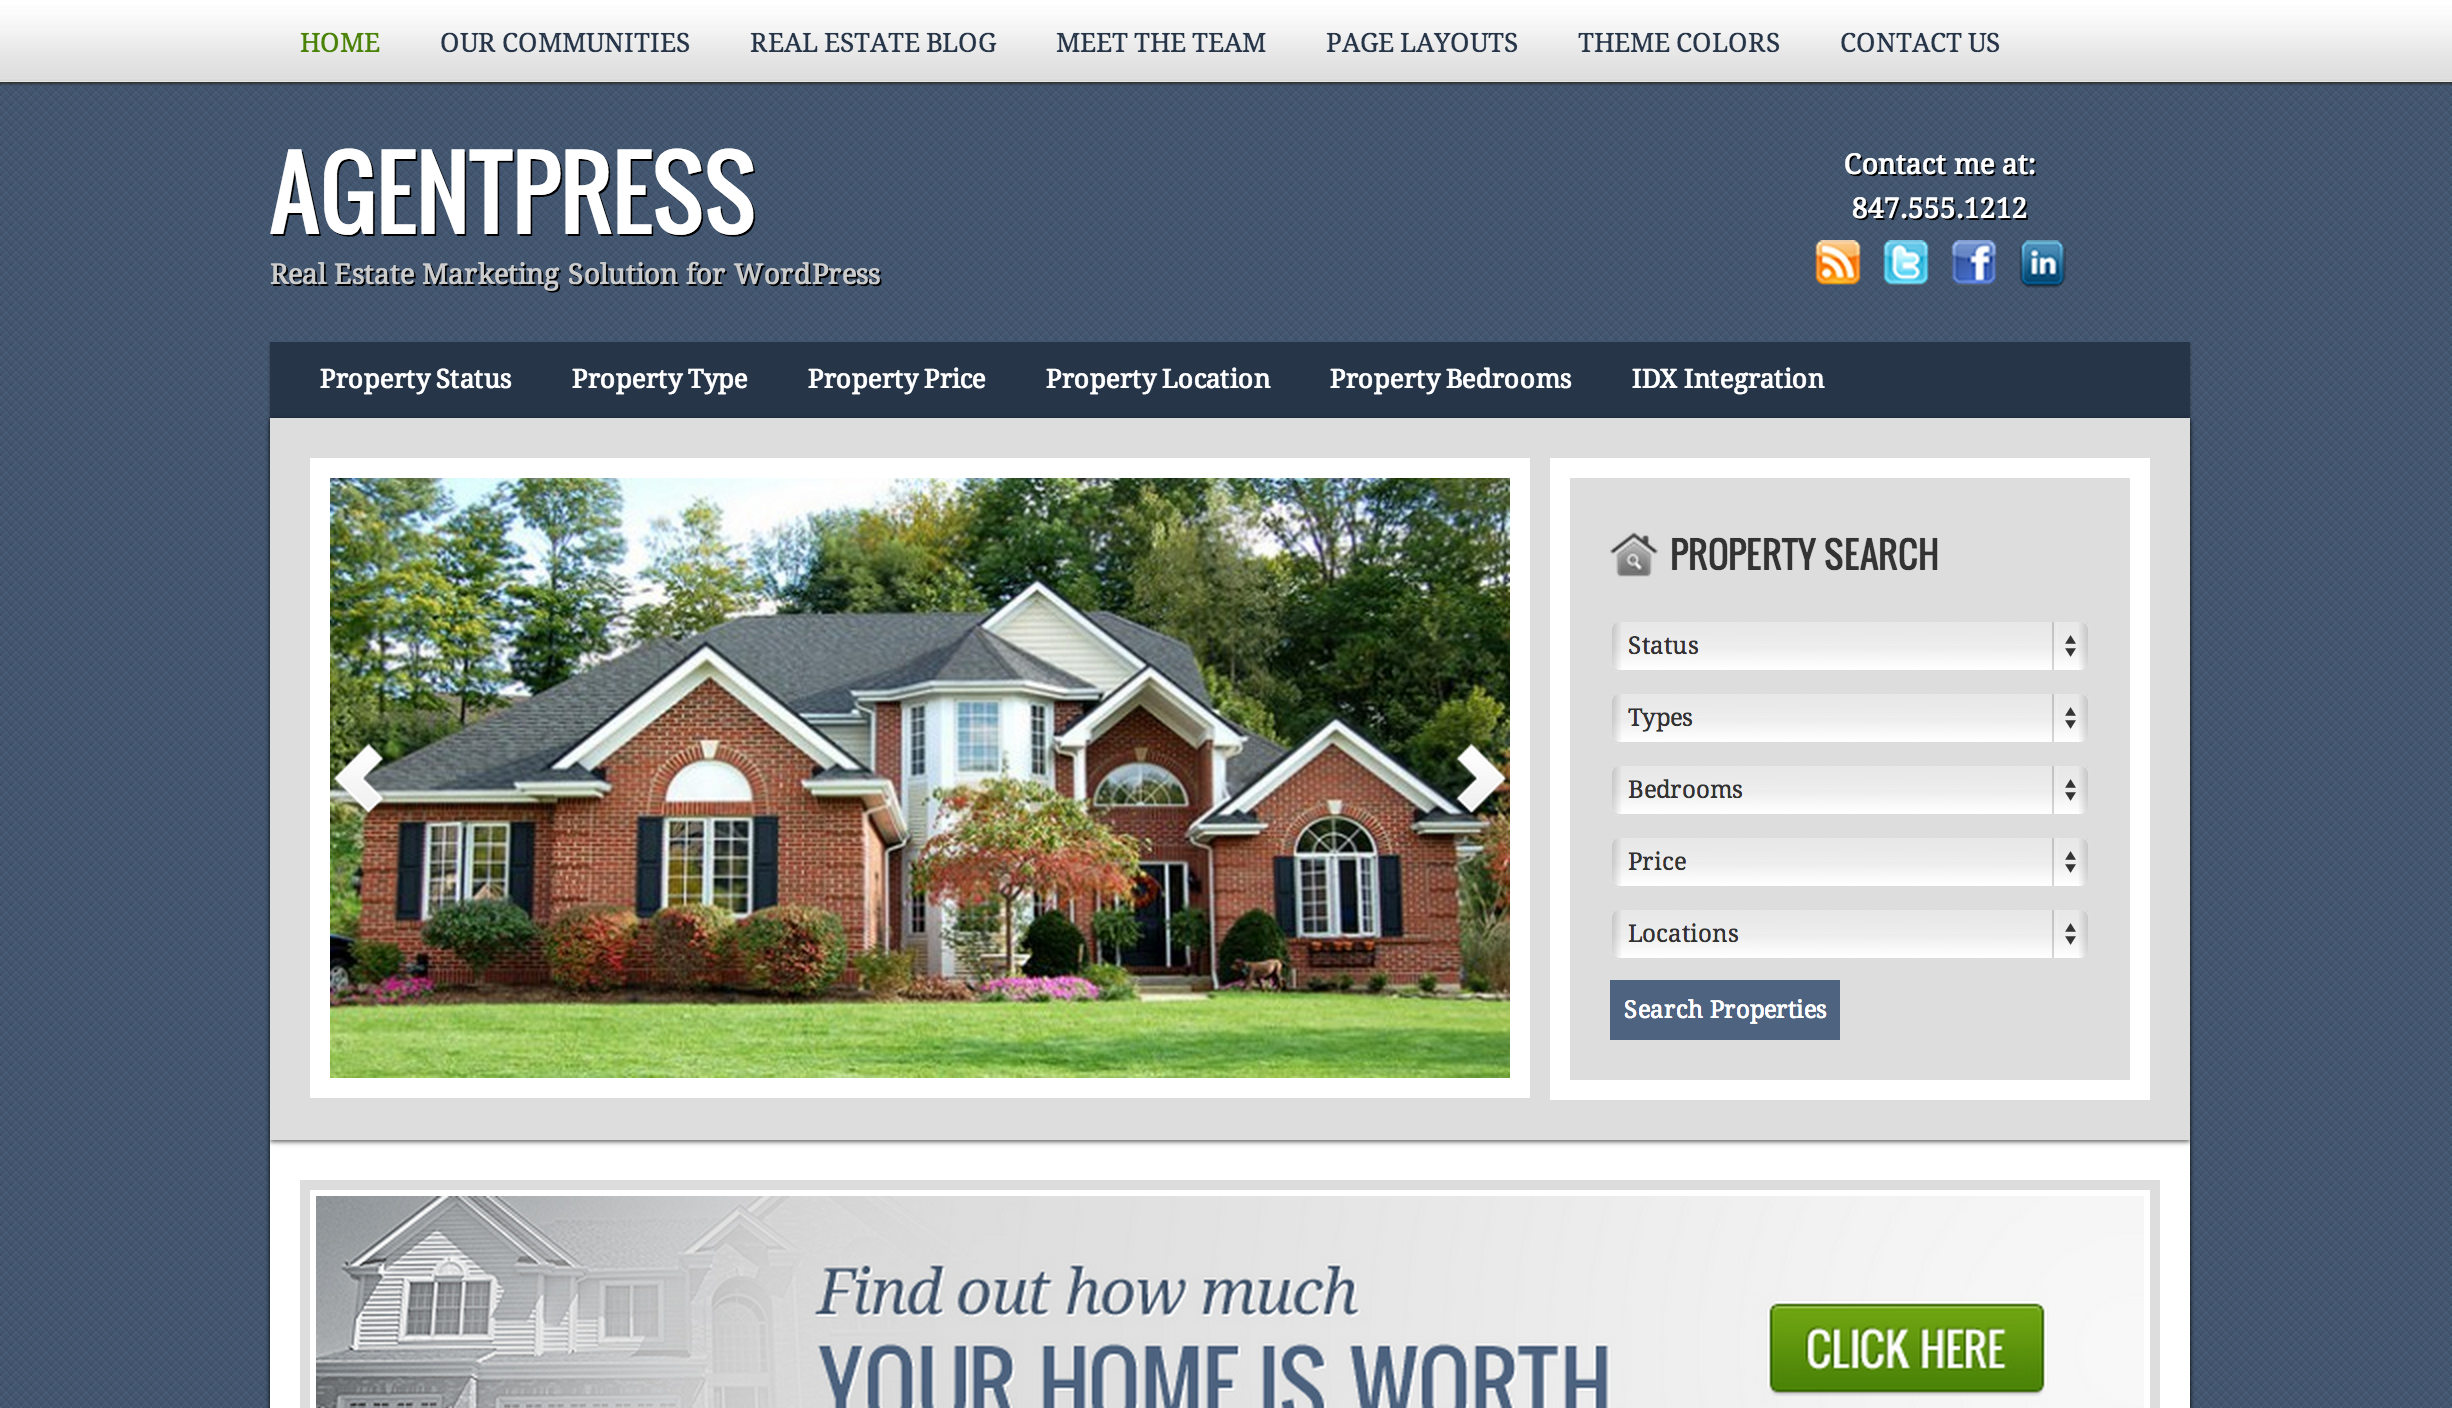 HOME OUR COMMUNITIES REAL ESTATE BLOG MEET THE TEAM PAGE LAYOUTS THEME COLORS CONTACT US
AGENTPRESS
Real Estate Marketing Solution for WordPress
Contact me at:
847.555.1212
Property Status Property Type Property Price Property Location Property Bedrooms IDX Integration
PROPERTY SEARCH
Status
Types
Bedrooms
Price
Locations
Search Properties
Find out how much
YOUR HOME IS WORTH
CLICK HERE